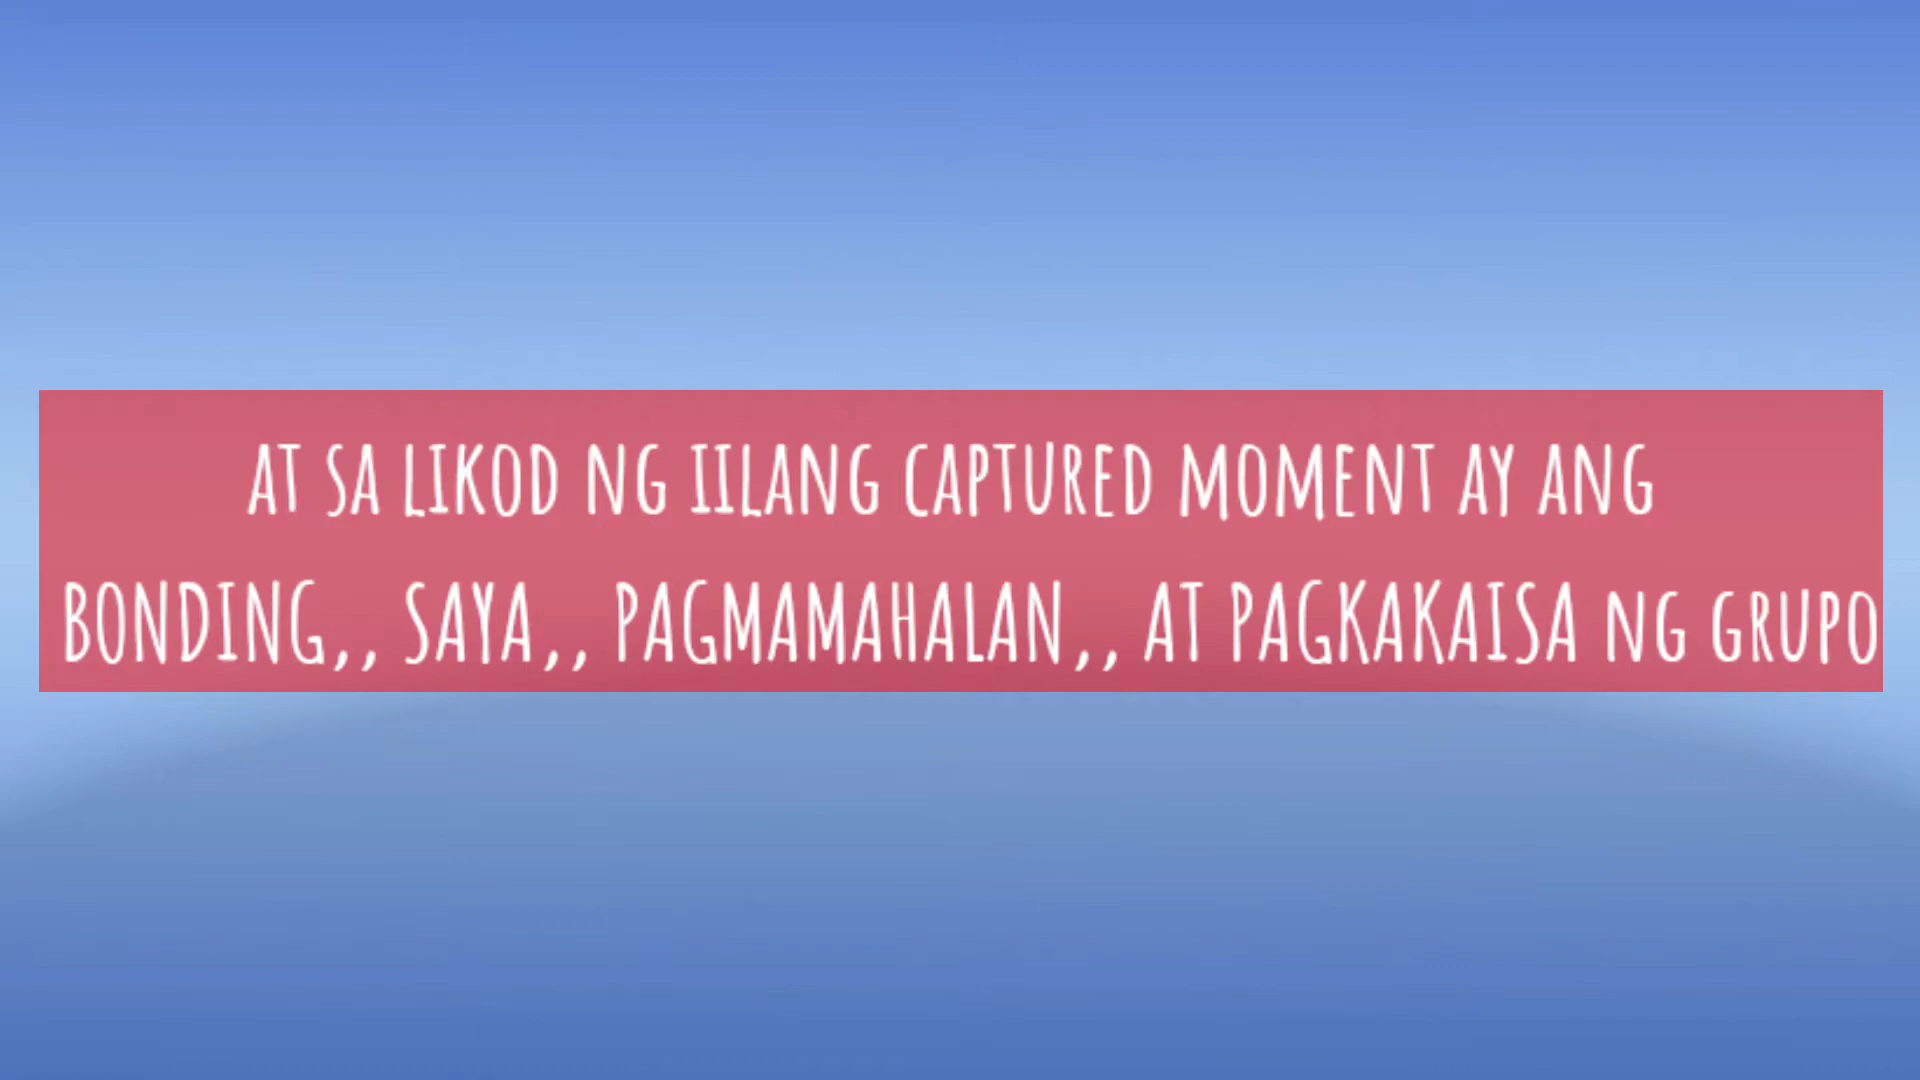 AT SA LIKOD NG IILANG CAPTURED MOMENT AY ANG
BONDING,, SAYA,, PAGMAMAHALAN,, AT PAGKAKAISA NG GRUPO